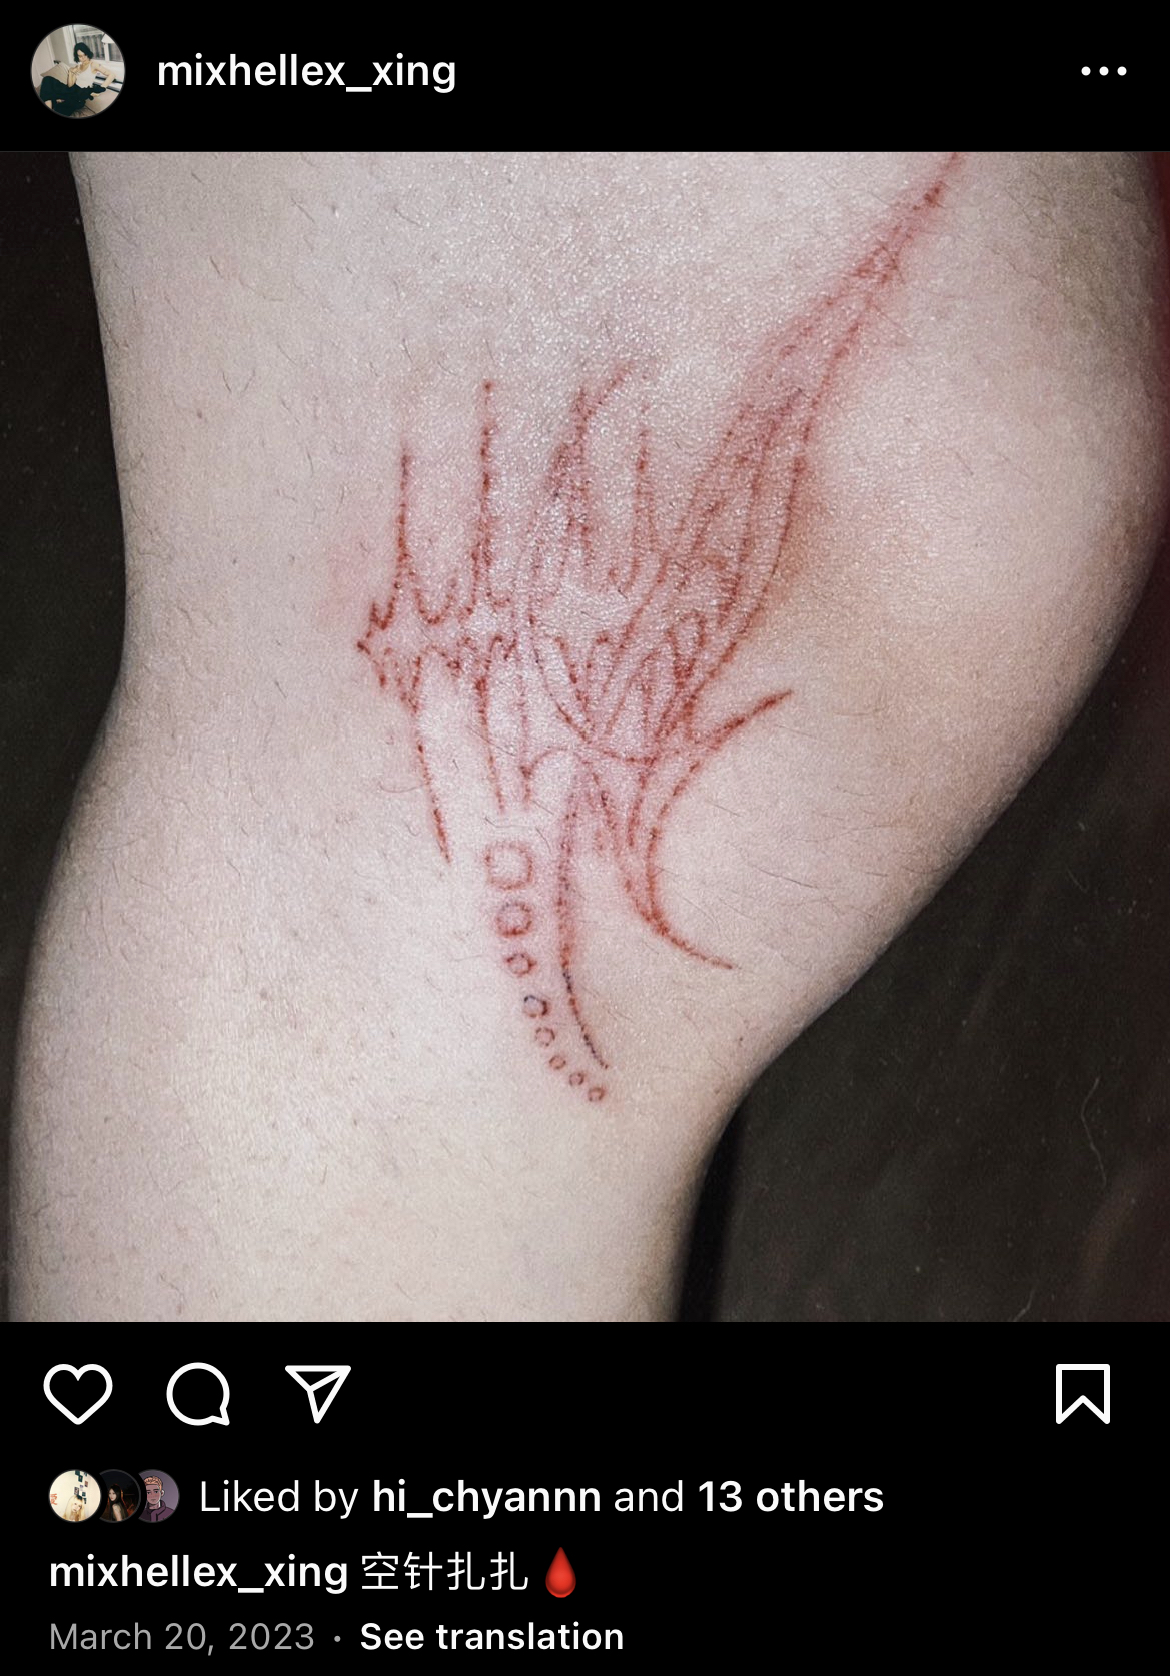 mixhellex_xing
Liked by hi_chyannn and 13 others
mixhellex_xing 空针扎扎🩸
March 20, 2023 · See translation